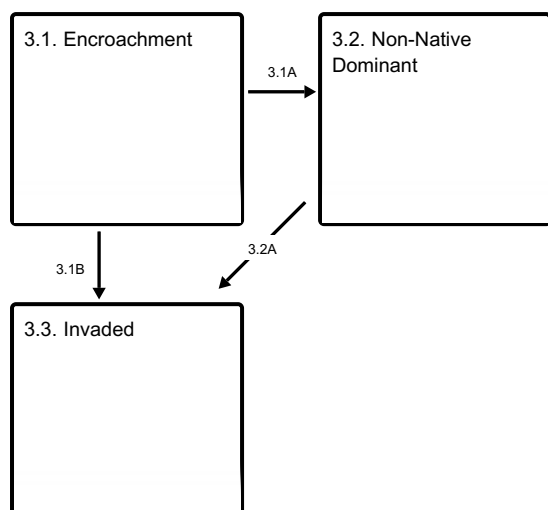 3.1. Encroachment
3.2. Non-Native
Dominant
3.1A
3.1B
3.2A
3.3. Invaded